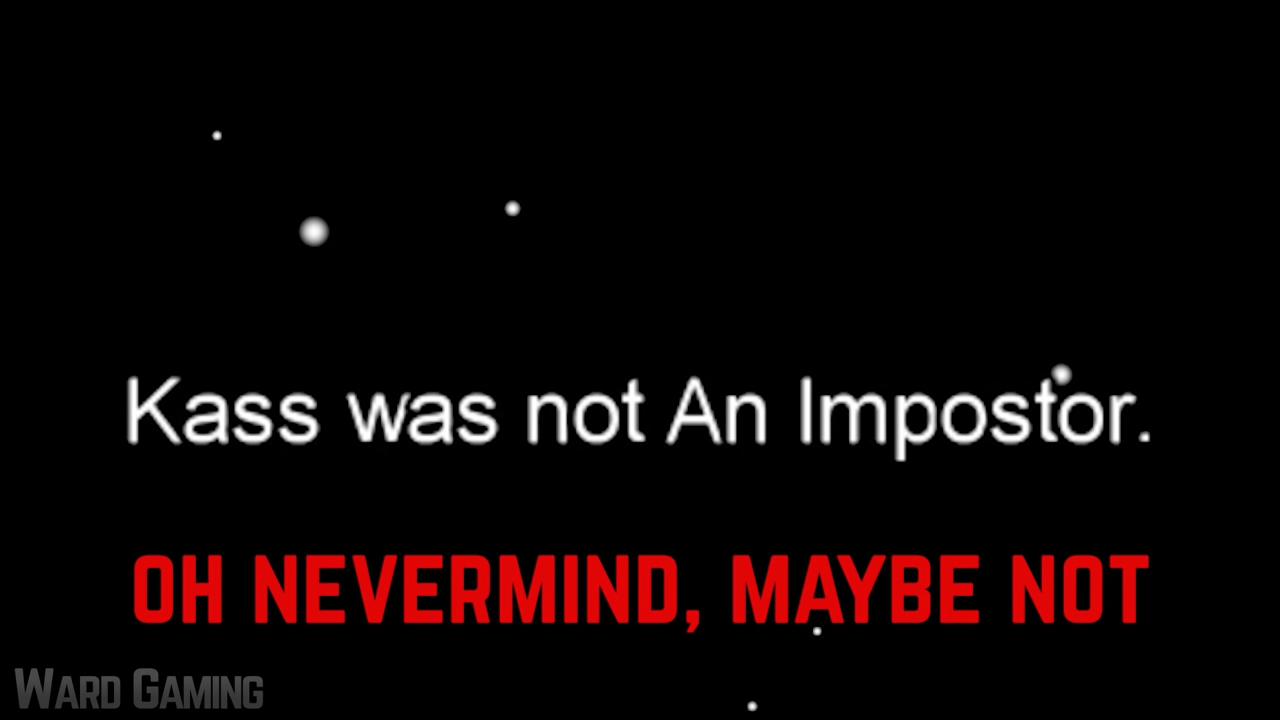 Kass was not An Impostor.
OH NEVERMIND, MAYBE NOT
WARD GAMING